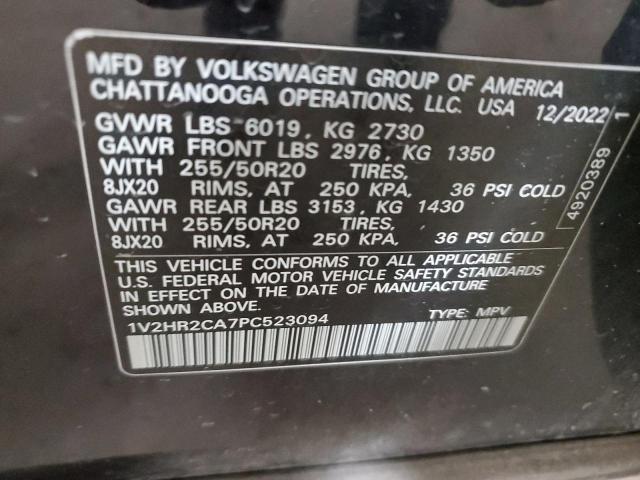 MFD BY VOLKSWAGEN GROUP OF AMERICA
CHATTANOOGA OPERATIONS, LLC. USA 12/2022
GVWR LBS 6019, KG 2730
GAWR FRONT LBS 2976, KG 1350
WITH 255/50R20 TIRES,
8JX20 RIMS, AT 250 KPA, 36 PSI COLD
GAWR REAR LBS 3153, KG 1430
WITH 255/50R20 TIRES,
8JX20 RIMS, AT 250 KPA, 36 PSI COLD
THIS VEHICLE CONFORMS TO ALL APPLICABLE
U.S. FEDERAL MOTOR VEHICLE SAFETY STANDARDS
IN EFFECT ON THE DATE OF MANUFACTURE
SHOWN ABOVE.
1V2HR2CA7PC523094 TYPE: MPV
4920389 1